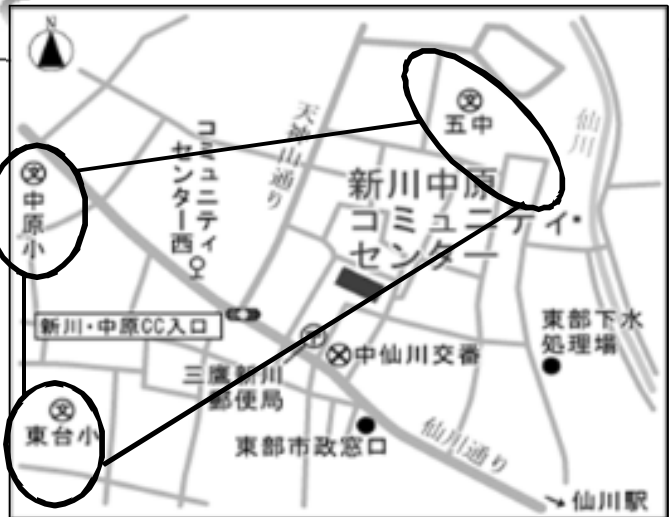 N
五中
仙川
天神山通り
コミュニティ
センター西
中原小
新川中原
コミュニティ
センター
新川・中原CC入口
東部下水
処理場
中仙川交番
三鷹新川
郵便局
東台小
東部市政窓口
仙川通り
仙川駅